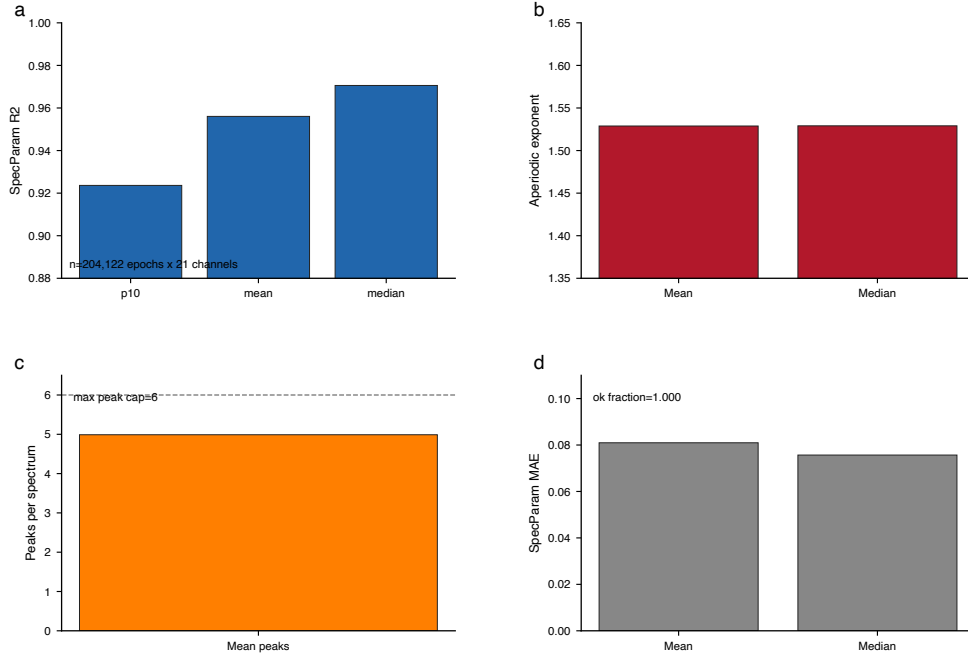 a
1.00
0.98
0.96
0.94
0.92
0.90
0.88
SpecParam R2
n=204,122 epochs x 21 channels
p10
mean
median
b
1.65
1.60
1.55
1.50
1.45
1.40
1.35
Aperiodic exponent
Mean
Median
c
6
5
4
3
2
1
0
Peaks per spectrum
max peak cap=6
Mean peaks
d
0.10
0.08
0.06
0.04
0.02
0.00
SpecParam MAE
ok fraction=1.000
Mean
Median